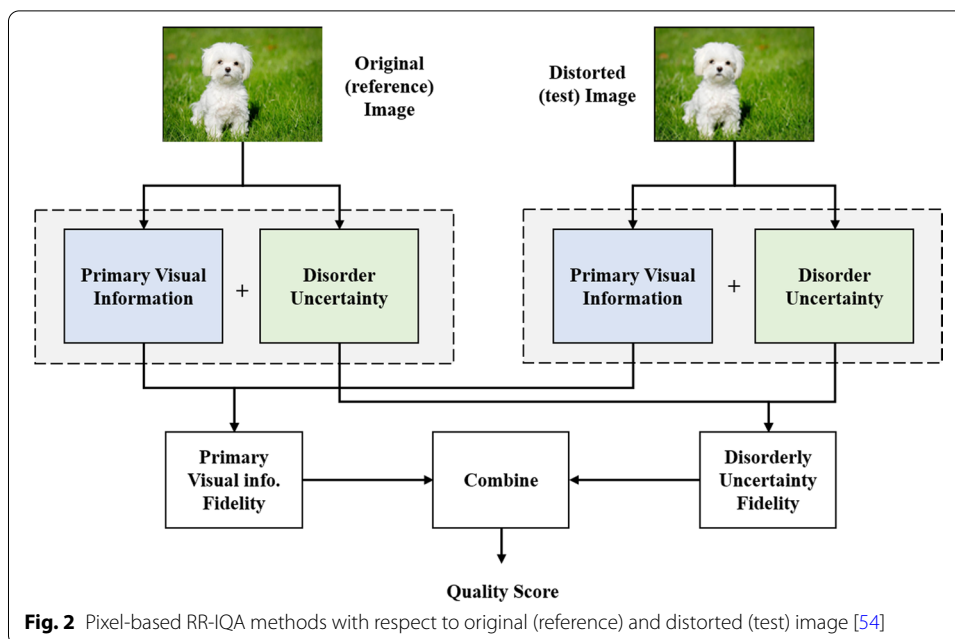 Original
(reference)
Image
Distorted
(test) Image
Primary Visual
Information
+
Disorder
Uncertainty
Primary Visual
Information
+
Disorder
Uncertainty
Primary
Visual info.
Fidelity
Combine
Disorderly
Uncertainty
Fidelity
Quality Score
Fig. 2 Pixel-based RR-IQA methods with respect to original (reference) and distorted (test) image [54]